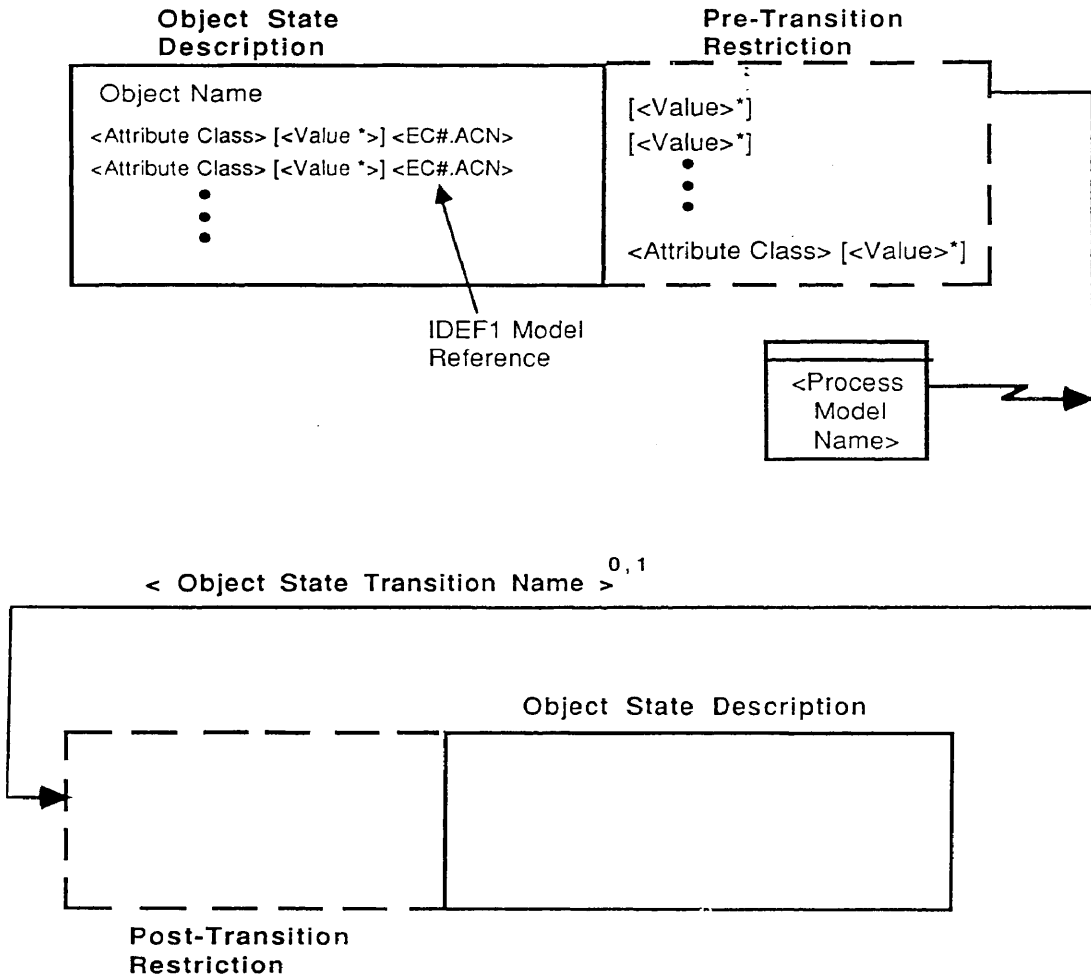 Object State
Description
Pre-Transition
Restriction
Object Name
<Attribute Class> [<Value *>] <EC#.ACN>
<Attribute Class> [<Value *>] <EC#.ACN>
[<Value>*]
[<Value>*]
<Attribute Class> [<Value>*]
IDEF1 Model
Reference
<Process
Model
Name>
< Object State Transition Name >0,1
Object State Description
Post-Transition
Restriction